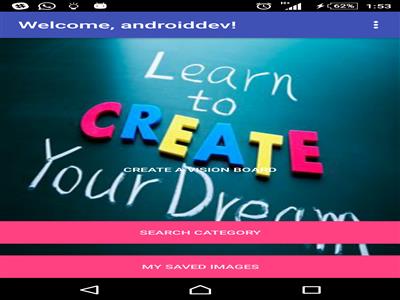 62% 1:53
Welcome, androiddev!
Learn
to
CREATE
CREATE A VISION BOARD
Your Dream
SEARCH CATEGORY
MY SAVED IMAGES